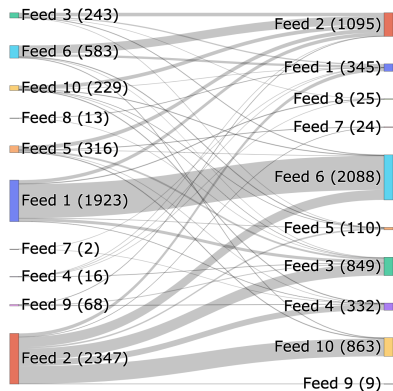 Feed 3 (243)
Feed 6 (583)
Feed 10 (229)
Feed 8 (13)
Feed 5 (316)
Feed 1 (1923)
Feed 7 (2)
Feed 4 (16)
Feed 9 (68)
Feed 2 (2347)
Feed 2 (1095)
Feed 1 (345)
Feed 8 (25)
Feed 7 (24)
Feed 6 (2088)
Feed 5 (110)
Feed 3 (849)
Feed 4 (332)
Feed 10 (863)
Feed 9 (9)